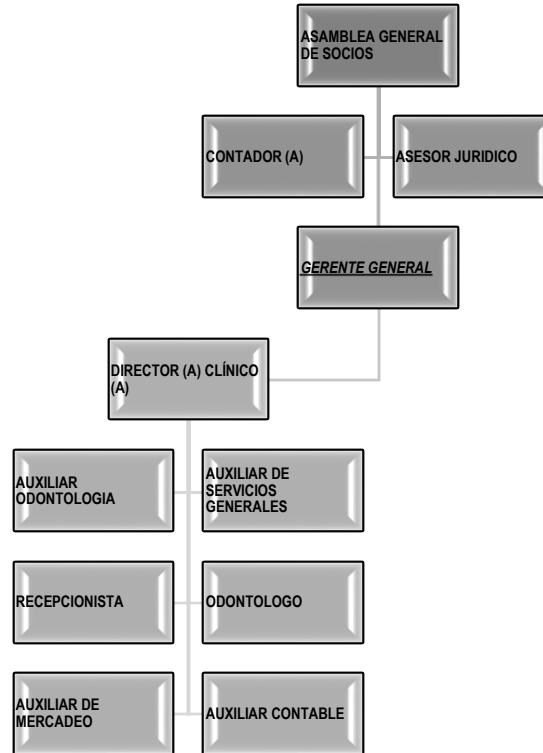 ASAMBLEA GENERAL
DE SOCIOS
CONTADOR (A)
ASESOR JURIDICO
GERENTE GENERAL
DIRECTOR (A) CLÍNICO
(A)
AUXILIAR
ODONTOLOGIA
AUXILIAR DE
SERVICIOS
GENERALES
RECEPCIONISTA
ODONTOLOGO
AUXILIAR DE
MERCADEO
AUXILIAR CONTABLE